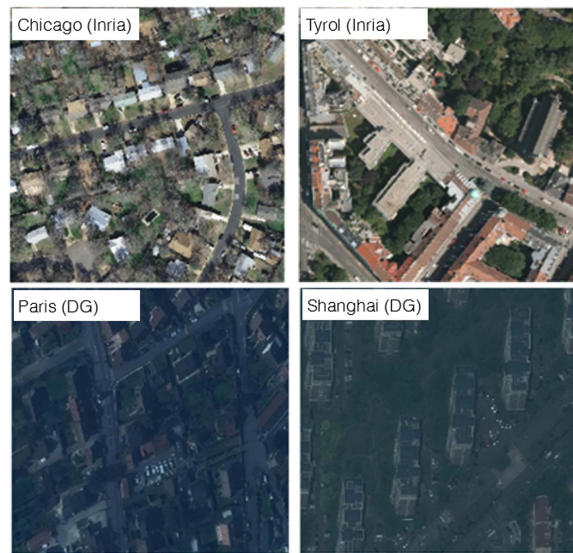 Chicago (Inria)
Tyrol (Inria)
Paris (DG)
Shanghai (DG)